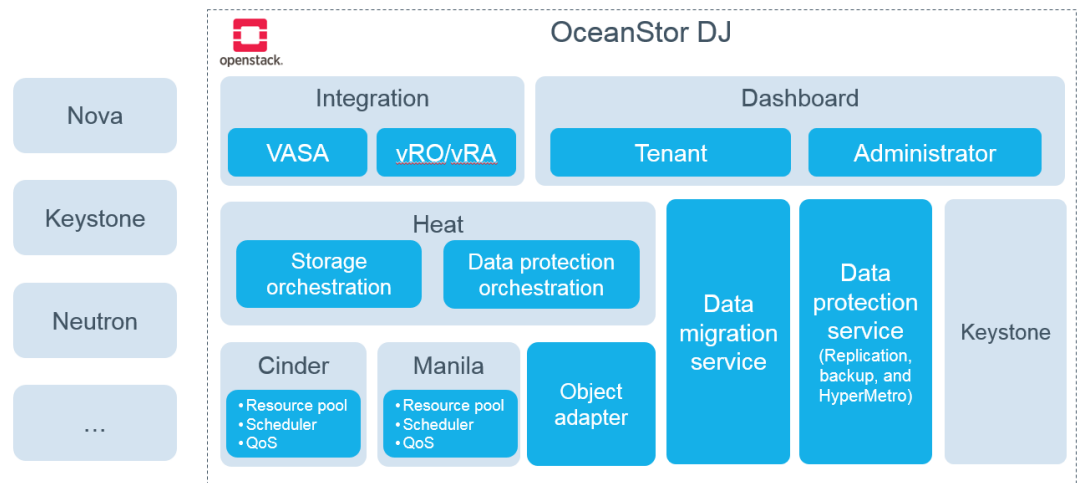 OceanStor DJ
openstack.
Nova
Keystone
Neutron
...
Integration
VASA
vRO/vRA
Dashboard
Tenant
Administrator
Heat
Storage
orchestration
Data protection
orchestration
Cinder
• Resource pool
• Scheduler
• QoS
Manila
• Resource pool
• Scheduler
• QoS
Object
adapter
Data
migration
service
Data
protection
service
(Replication,
backup, and
HyperMetro)
Keystone